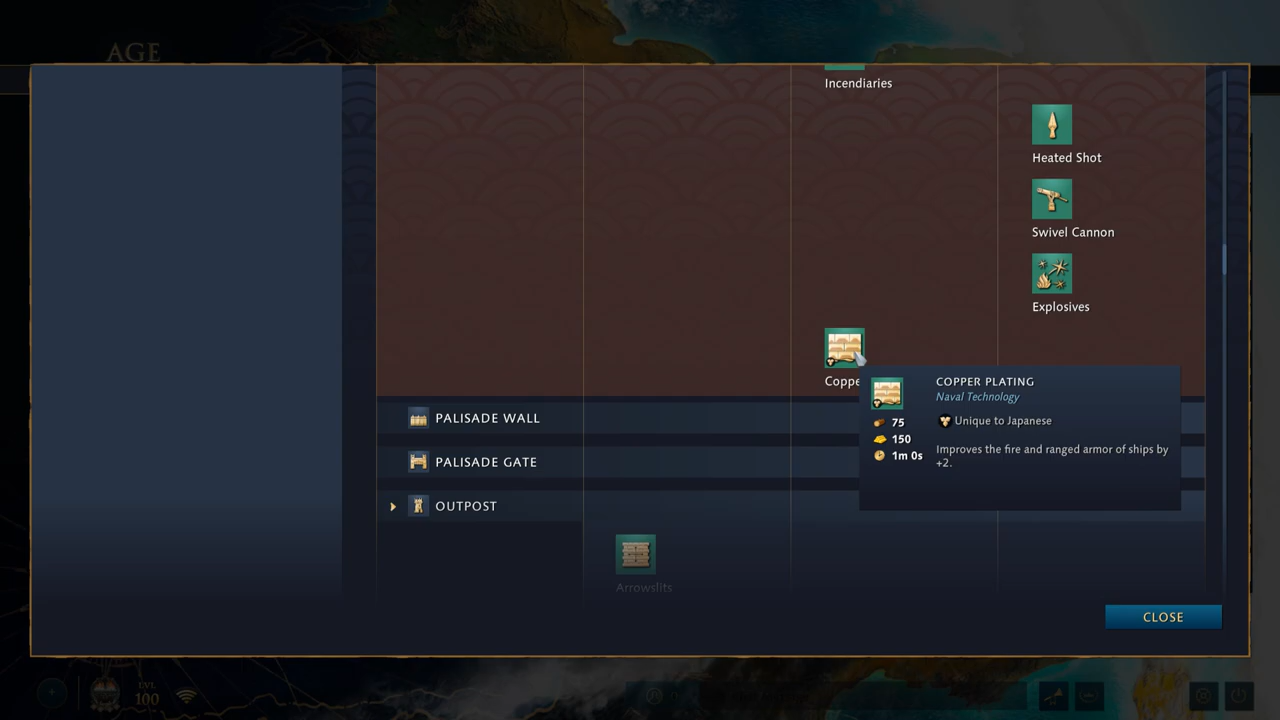 AGE
Incendiaries
Heated Shot
Swivel Cannon
Explosives
Coppe
COPPER PLATING
Naval Technology
75
Unique to Japanese
150
1m 0s
Improves the fire and ranged armor of ships by
+2.
PALISADE WALL
PALISADE GATE
OUTPOST
Arrowslits
CLOSE
LVL
100